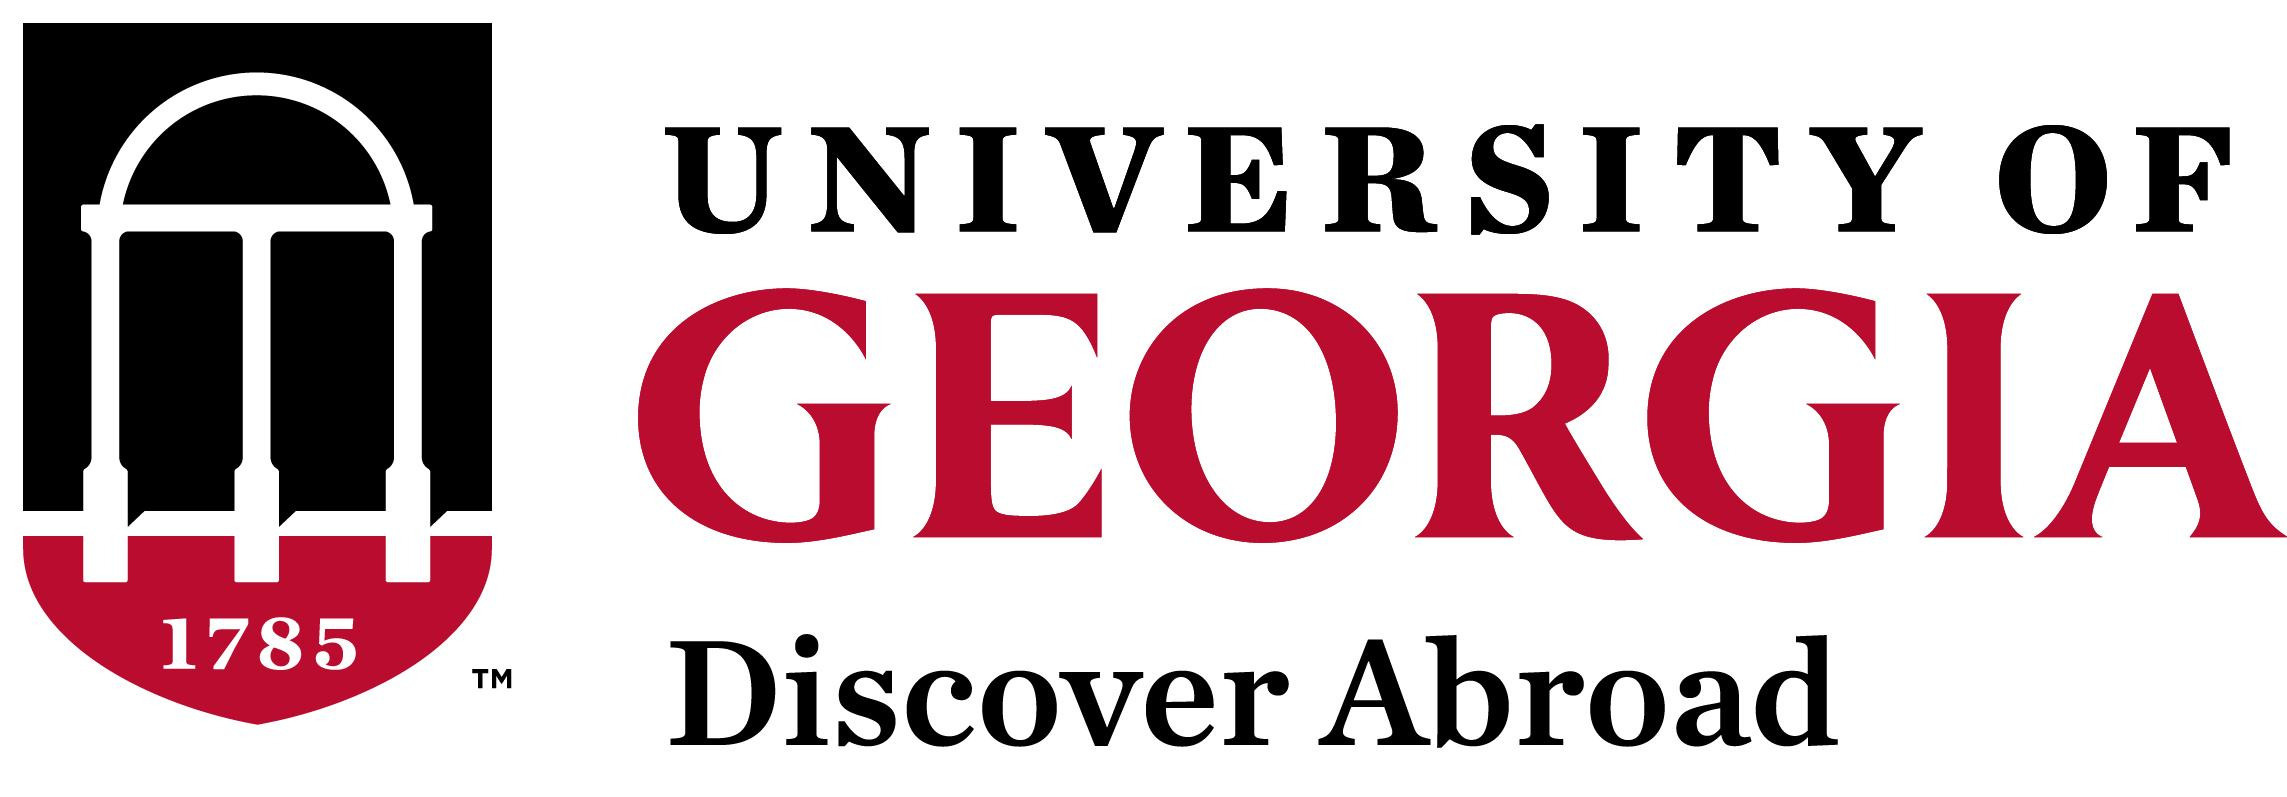 1785
TM
UNIVERSITY OF
GEORGIA
Discover Abroad